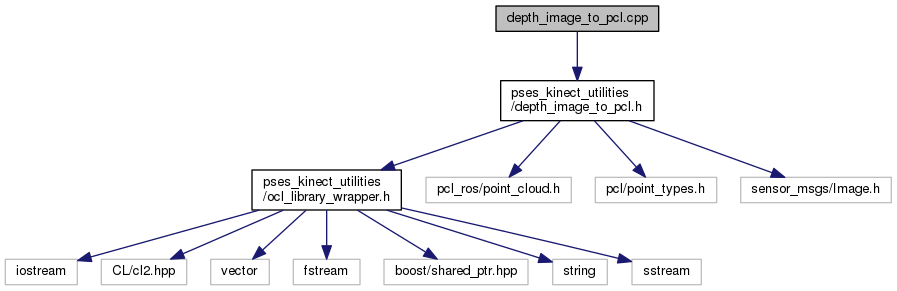 depth_image_to_pcl.cpp
pses_kinect_utilities
/depth_image_to_pcl.h
pses_kinect_utilities
/ocl_library_wrapper.h
pcl_ros/point_cloud.h
pcl/point_types.h
sensor_msgs/Image.h
iostream
CL/cl2.hpp
vector
fstream
boost/shared_ptr.hpp
string
sstream